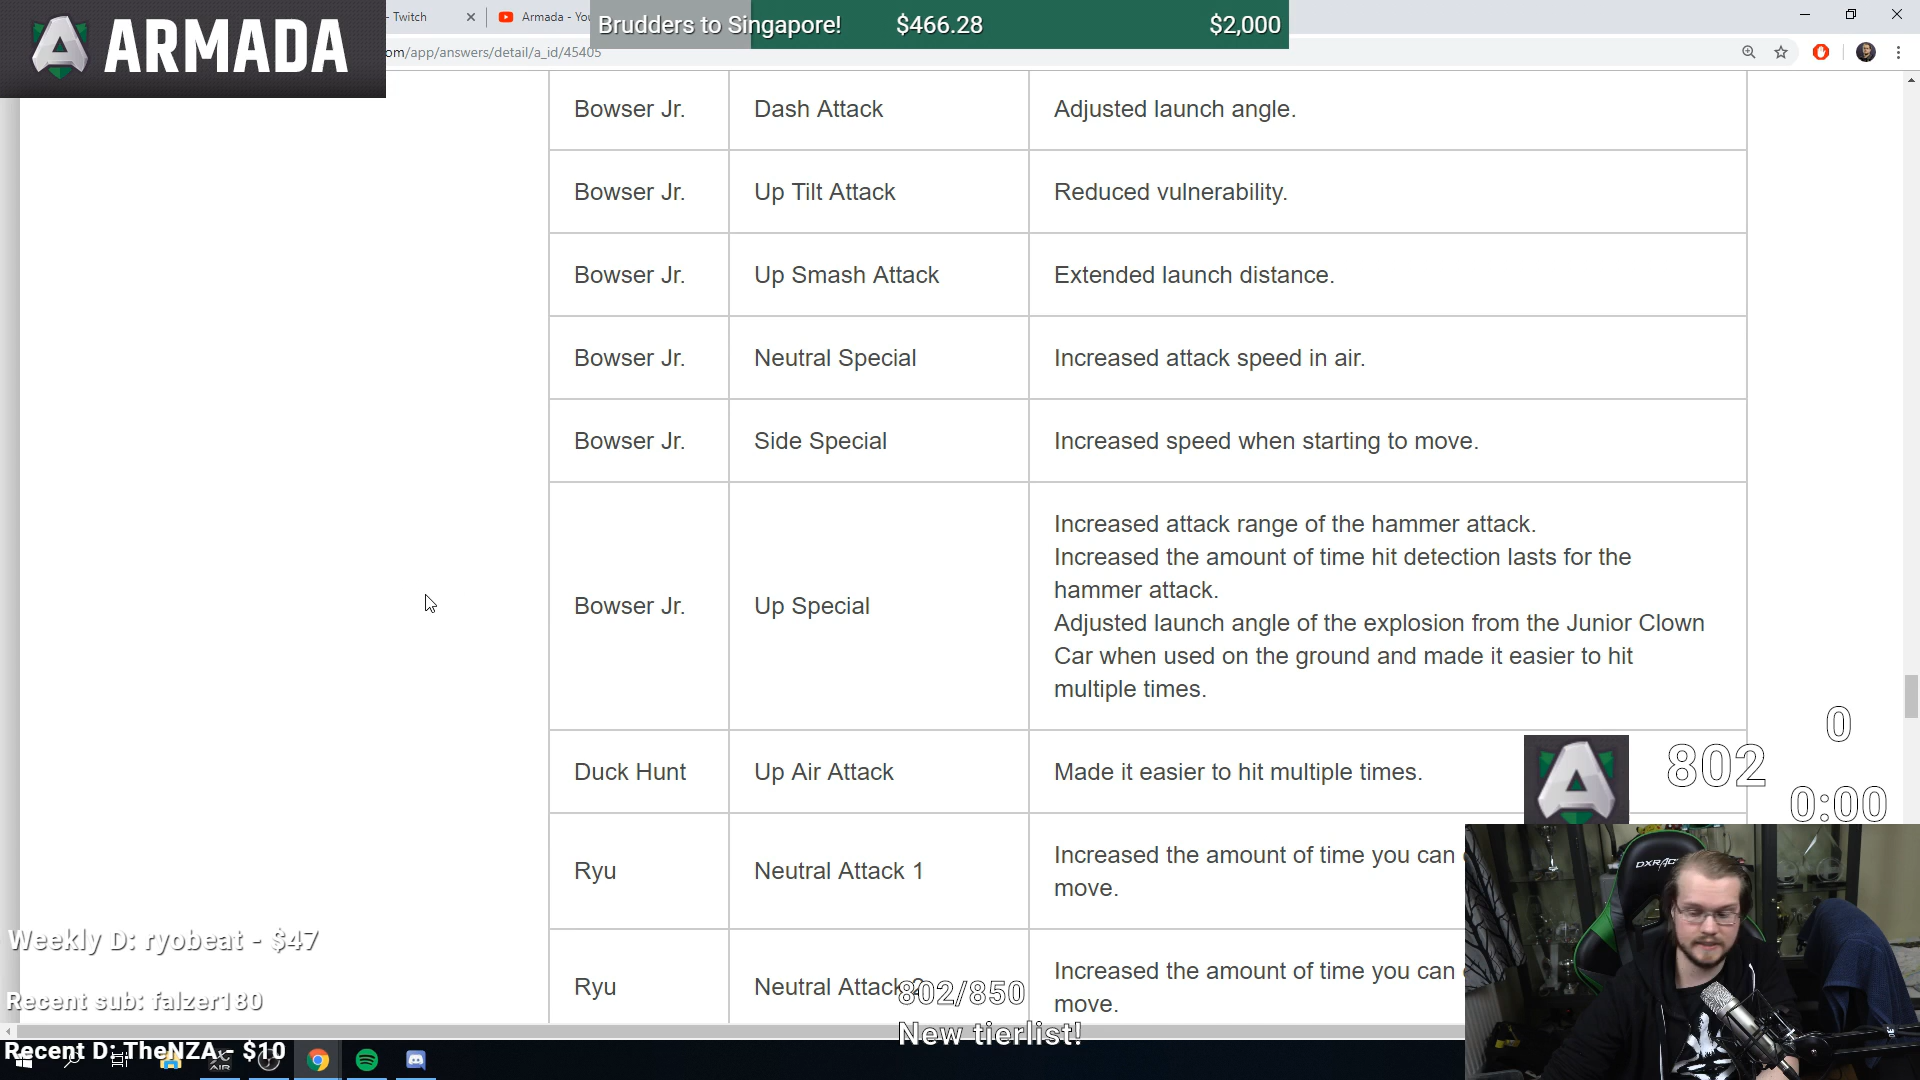 ARMADA
- Twitch
Armada - You
Brudders to Singapore! $466.28 $2,000
om/app/answers/detail/a_id/45405
Bowser Jr. Dash Attack Adjusted launch angle.
Bowser Jr. Up Tilt Attack Reduced vulnerability.
Bowser Jr. Up Smash Attack Extended launch distance.
Bowser Jr. Neutral Special Increased attack speed in air.
Bowser Jr. Side Special Increased speed when starting to move.
Bowser Jr. Up Special
Increased attack range of the hammer attack.
Increased the amount of time hit detection lasts for the
hammer attack.
Adjusted launch angle of the explosion from the Junior Clown
Car when used on the ground and made it easier to hit
multiple times.
Duck Hunt Up Air Attack Made it easier to hit multiple times.
Ryu Neutral Attack 1
Increased the amount of time you can
move.
Ryu Neutral Attack 2
Increased the amount of time you can
move.
0
802
0:00
DXRAC
Weekly D: ryobeat - $47
Recent sub: falzer180
Recent D: TheNZA - $10
802/850
New tierlist!
AIR